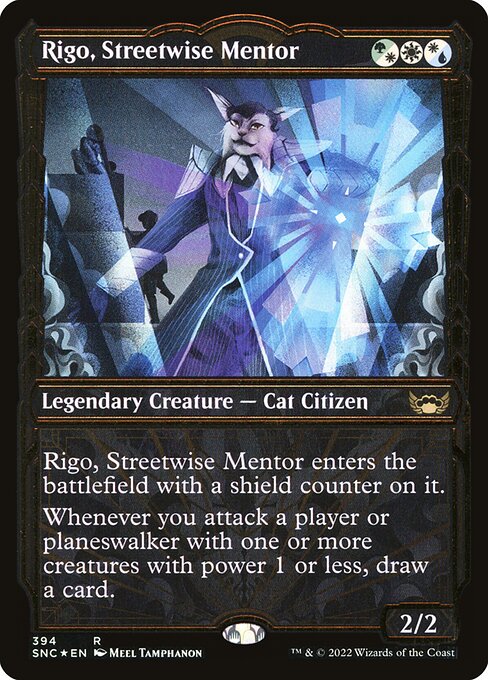 Rigo, Streetwise Mentor
Legendary Creature — Cat Citizen
Rigo, Streetwise Mentor enters the
battlefield with a shield counter on it.
Whenever you attack a player or
planeswalker with one or more
creatures with power 1 or less, draw
a card.
2/2
394 R
SNC★EN MEEL TAMPHANON
™ & © 2022 Wizards of the Coast